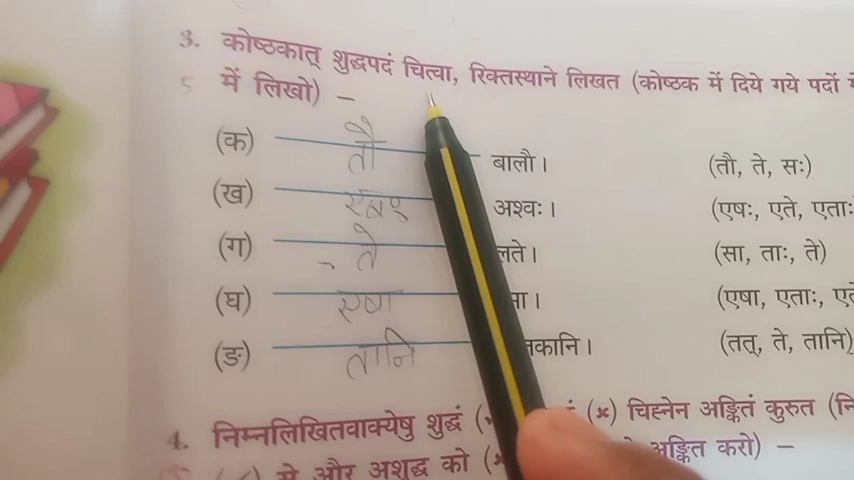 3. कोष्ठकात् शुद्धपदं चित्वा, रिक्तस्थाने लिखत (कोष्ठक में दिये गये पदों
में लिखो) –
(क) तौ बालौ। (तौ, ते, सः)
(ख) एषः अश्वः। (एषः, एते, एताः
(ग) ते लते। (सा, ताः, ते)
(घ) एषा (एषा, एताः,
(ङ) तानि कानि। (तत्, ते, तानि)
4. निम्नलिखितवाक्येषु शुद्धं (×) चिह्नेन अङ्कितं कुरुत
में और अशुद्ध को अङ्कित करो) –